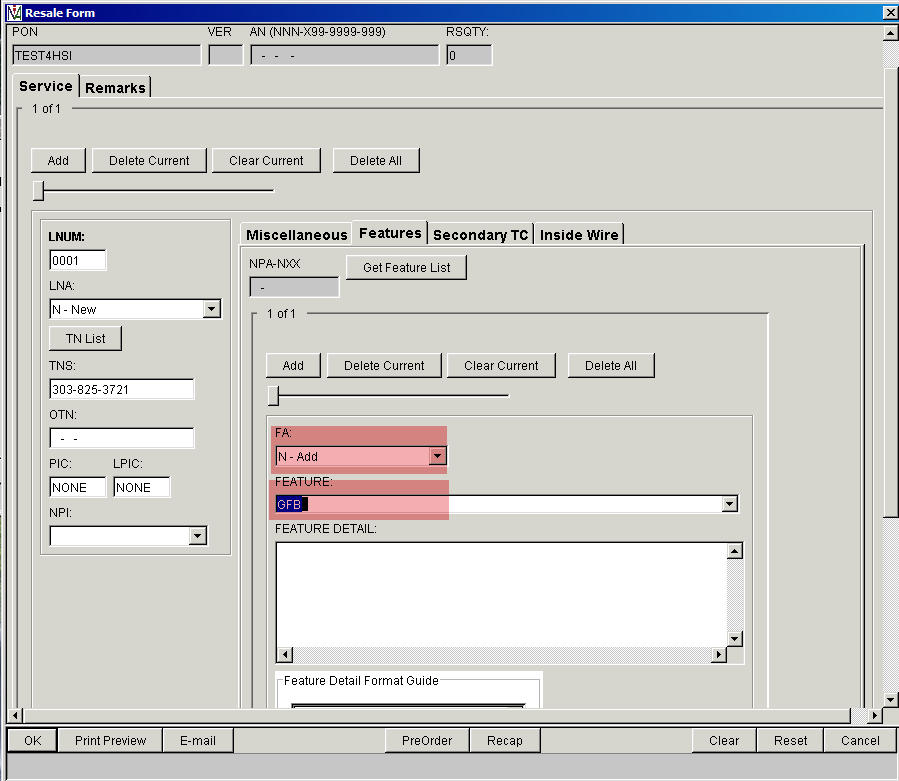 Resale Form
PON VER AN (NNN-X99-9999-999) RSQTY:
TEST4HSI - - - 0
Service Remarks
1 of 1
Add Delete Current Clear Current Delete All
LNUM:
0001
LNA:
N - New
TN List
TNS:
303-825-3721
OTN:
- -
PIC: LPIC:
NONE NONE
NPI:
Miscellaneous Features Secondary TC Inside Wire
NPA-NXX Get Feature List
-
1 of 1
Add Delete Current Clear Current Delete All
FA:
N - Add
FEATURE:
GFB
FEATURE DETAIL:
Feature Detail Format Guide
OK Print Preview E-mail PreOrder Recap Clear Reset Cancel